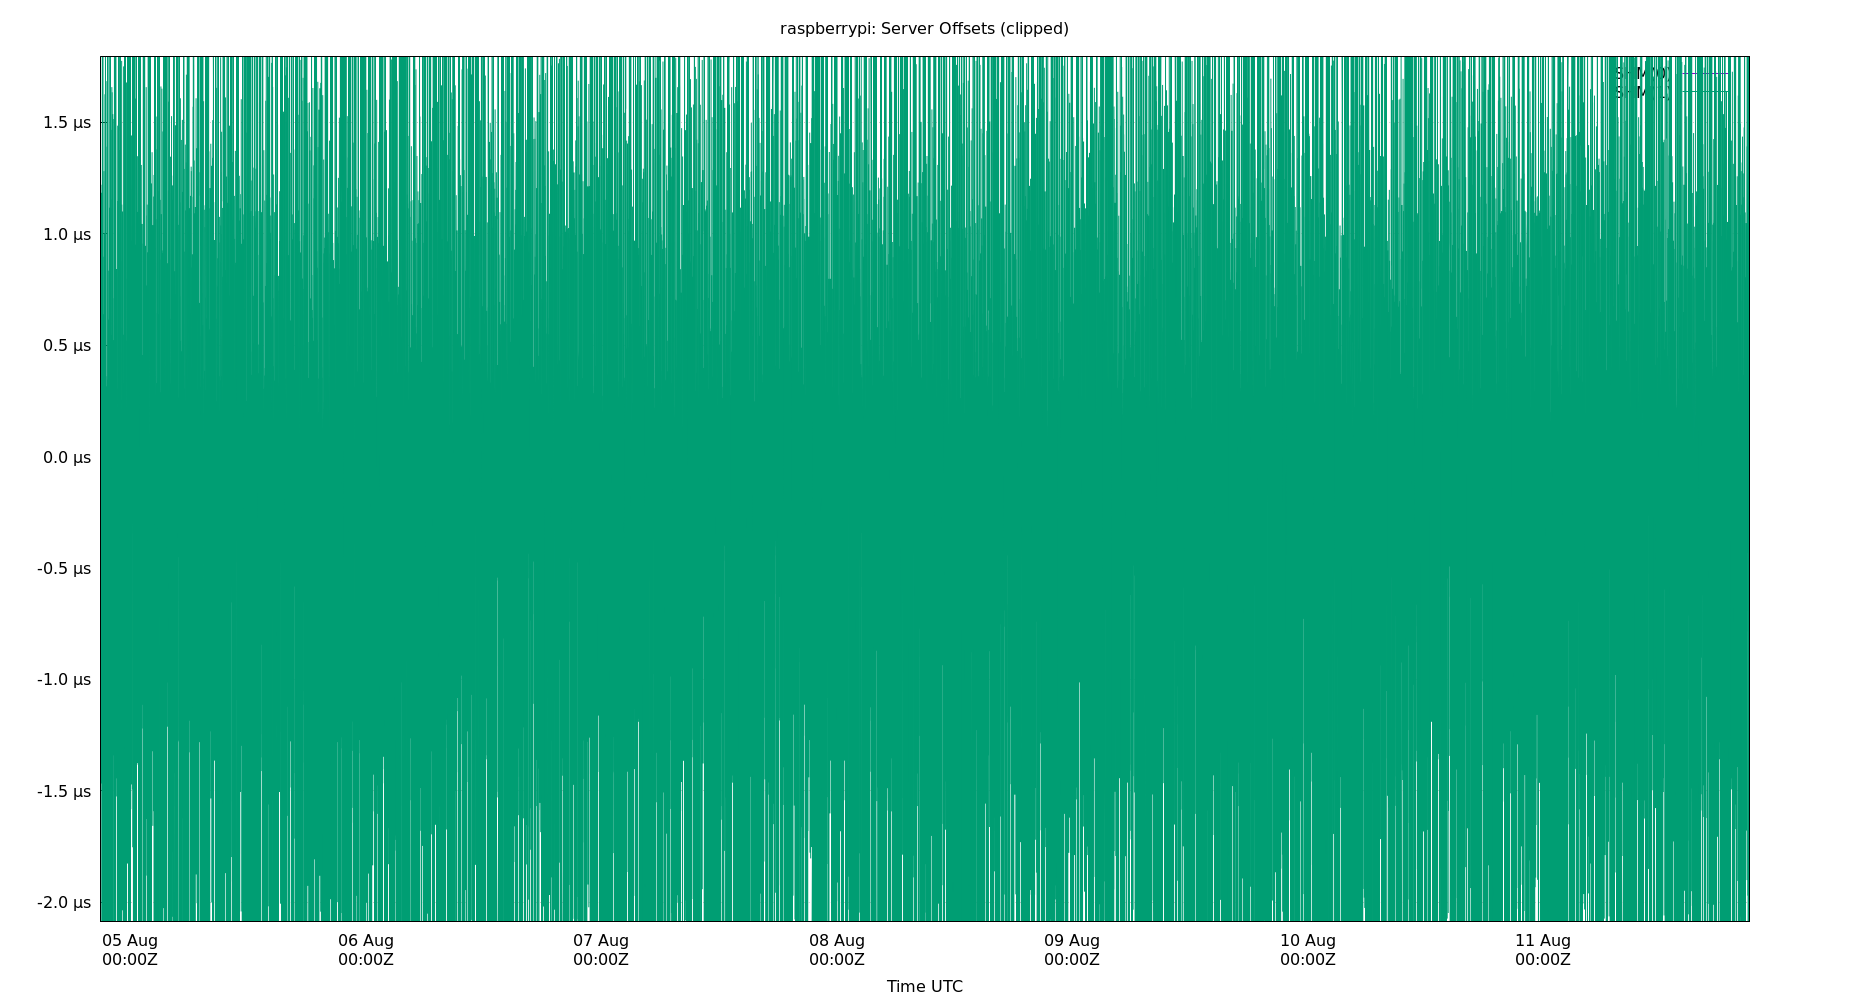 raspberrypi: Server Offsets (clipped)
SHM(0)
1.5 µs
1.0 µs
0.5 µs
0.0 µs
-0.5 µs
-1.0 µs
-1.5 µs
-2.0 µs
05 Aug 06 Aug 07 Aug 08 Aug 09 Aug 10 Aug 11 Aug
00:00Z 00:00Z 00:00Z 00:00Z 00:00Z 00:00Z 00:00Z
Time UTC